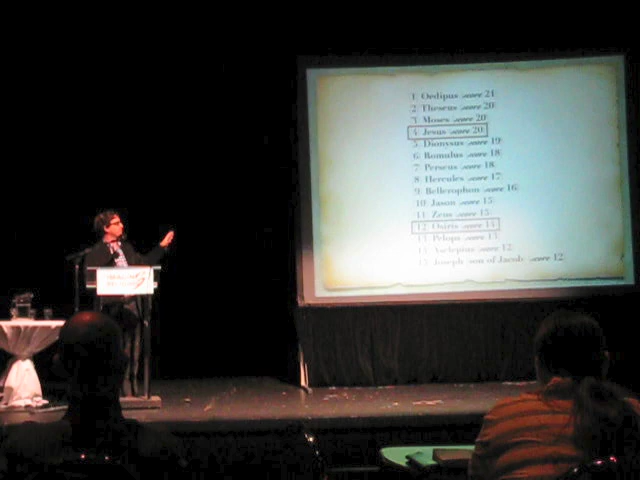 1 Oedipus score 21
2 Theseus score 20
3 Moses score 20
4 Jesus score 20
5 Dionysus score 19
6 Romulus score 18
7 Perseus score 18
8 Hercules score 17
9 Bellerophon score 16
10 Jason score 15
11 Zeus score 15
12 Osiris score 14
13 Pelops score 13
14 Asclepius score 12
15 Joseph son of Jacob score 12
IMAGINE